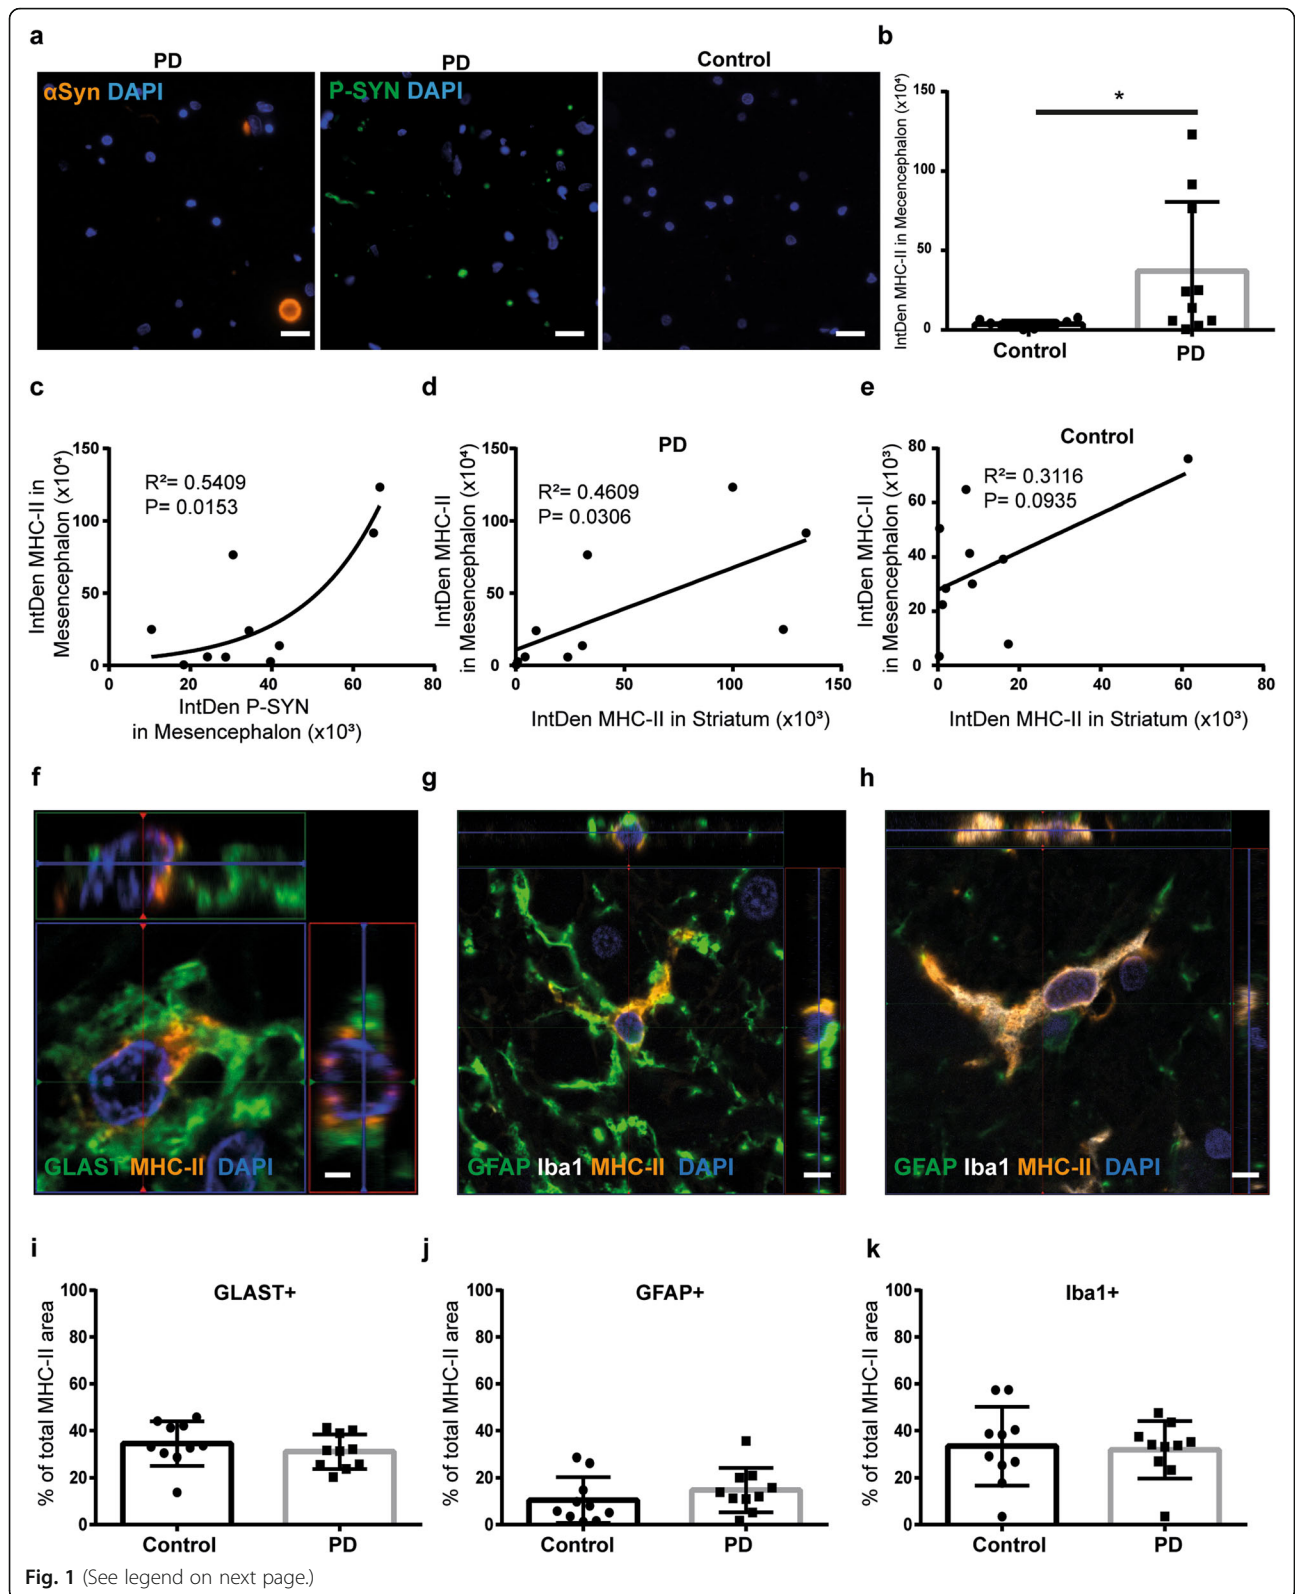 a
PD
PD
Control
αSyn DAPI
P-SYN DAPI
b
IntDen MHC-II in Mecencephalon (x10⁴)
150
100
50
0
*
Control
PD
c
IntDen MHC-II in
Mesencephalon (x10⁴)
150
100
50
0
R²= 0.5409
P= 0.0153
0
20
40
60
80
IntDen P-SYN
in Mesencephalon (x10³)
d
PD
IntDen MHC-II
in Mesencephalon (x10⁴)
150
100
50
0
R²= 0.4609
P= 0.0306
0
50
100
150
IntDen MHC-II in Striatum (x10³)
e
Control
IntDen MHC-II
in Mesencephalon (x10³)
80
60
40
20
0
R²= 0.3116
P= 0.0935
0
20
40
60
80
IntDen MHC-II in Striatum (x10³)
f
GLAST MHC-II DAPI
g
GFAP Iba1 MHC-II DAPI
h
GFAP Iba1 MHC-II DAPI
i
GLAST+
% of total MHC-II area
100
80
60
40
20
0
Control
PD
j
GFAP+
% of total MHC-II area
100
80
60
40
20
0
Control
PD
k
Iba1+
% of total MHC-II area
100
80
60
40
20
0
Control
PD
Fig. 1 (See legend on next page.)